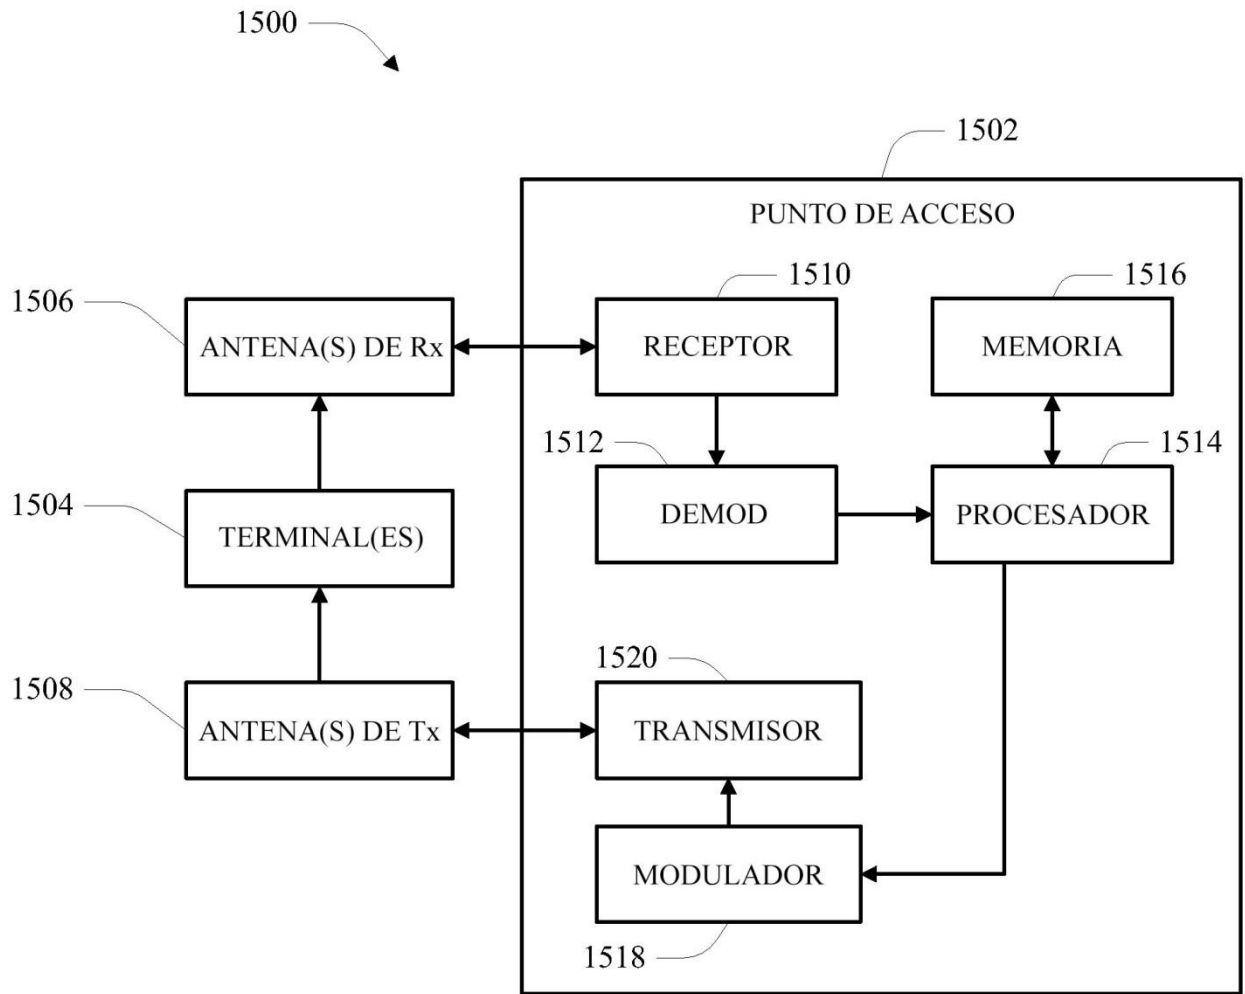 1500
1502
PUNTO DE ACCESO
1506
1510
1516
ANTENA(S) DE Rx
RECEPTOR
MEMORIA
1504
1512
1514
TERMINAL(ES)
DEMOD
PROCESADOR
1508
1520
ANTENA(S) DE Tx
TRANSMISOR
MODULADOR
1518